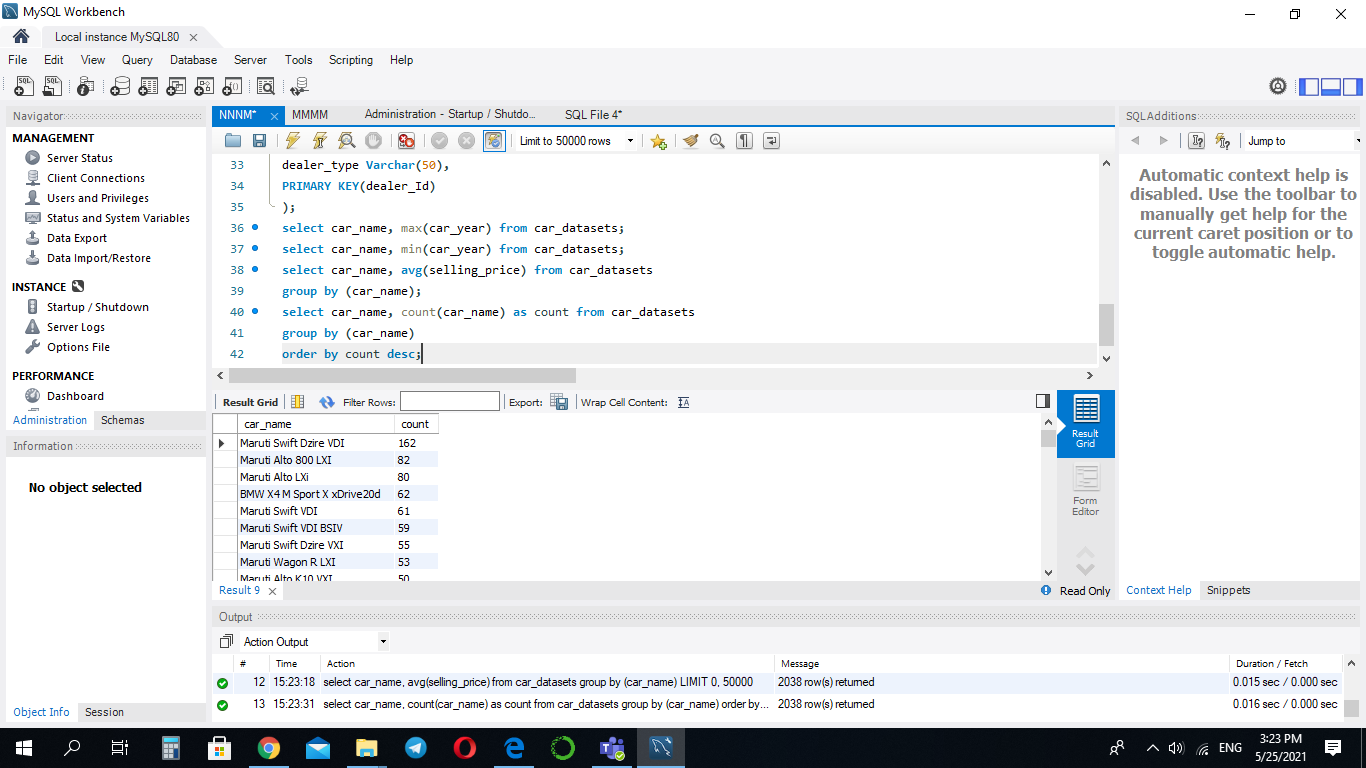 MySQL Workbench
Local instance MySQL80
File Edit View Query Database Server Tools Scripting Help
Navigator
MANAGEMENT
Server Status
Client Connections
Users and Privileges
Status and System Variables
Data Export
Data Import/Restore
INSTANCE
Startup / Shutdown
Server Logs
Options File
PERFORMANCE
Dashboard
Administration Schemas
Information
No object selected
Object Info Session
NNNM* MMMM Administration - Startup / Shutdo... SQL File 4*
Limit to 50000 rows
33 dealer_type Varchar(50),
34 PRIMARY KEY(dealer_Id)
35 );
36 select car_name, max(car_year) from car_datasets;
37 select car_name, min(car_year) from car_datasets;
38 select car_name, avg(selling_price) from car_datasets
39 group by (car_name);
40 select car_name, count(car_name) as count from car_datasets
41 group by (car_name)
42 order by count desc;
Result Grid Filter Rows: Export: Wrap Cell Content:
car_name count
Maruti Swift Dzire VDI 162
Maruti Alto 800 LXI 82
Maruti Alto LXi 80
BMW X4 M Sport X xDrive20d 62
Maruti Swift VDI 61
Maruti Swift VDI BSIV 59
Maruti Swift Dzire VXI 55
Maruti Wagon R LXI 53
Maruti Alto K10 VXI 50
Result Grid
Form Editor
Result 9
Read Only
Output
Action Output
# Time Action Message Duration / Fetch
12 15:23:18 select car_name, avg(selling_price) from car_datasets group by (car_name) LIMIT 0, 50000 2038 row(s) returned 0.015 sec / 0.000 sec
13 15:23:31 select car_name, count(car_name) as count from car_datasets group by (car_name) order by... 2038 row(s) returned 0.016 sec / 0.000 sec
SQLAdditions
Jump to
Automatic context help is
disabled. Use the toolbar to
manually get help for the
current caret position or to
toggle automatic help.
Context Help Snippets
ENG
3:23 PM
5/25/2021